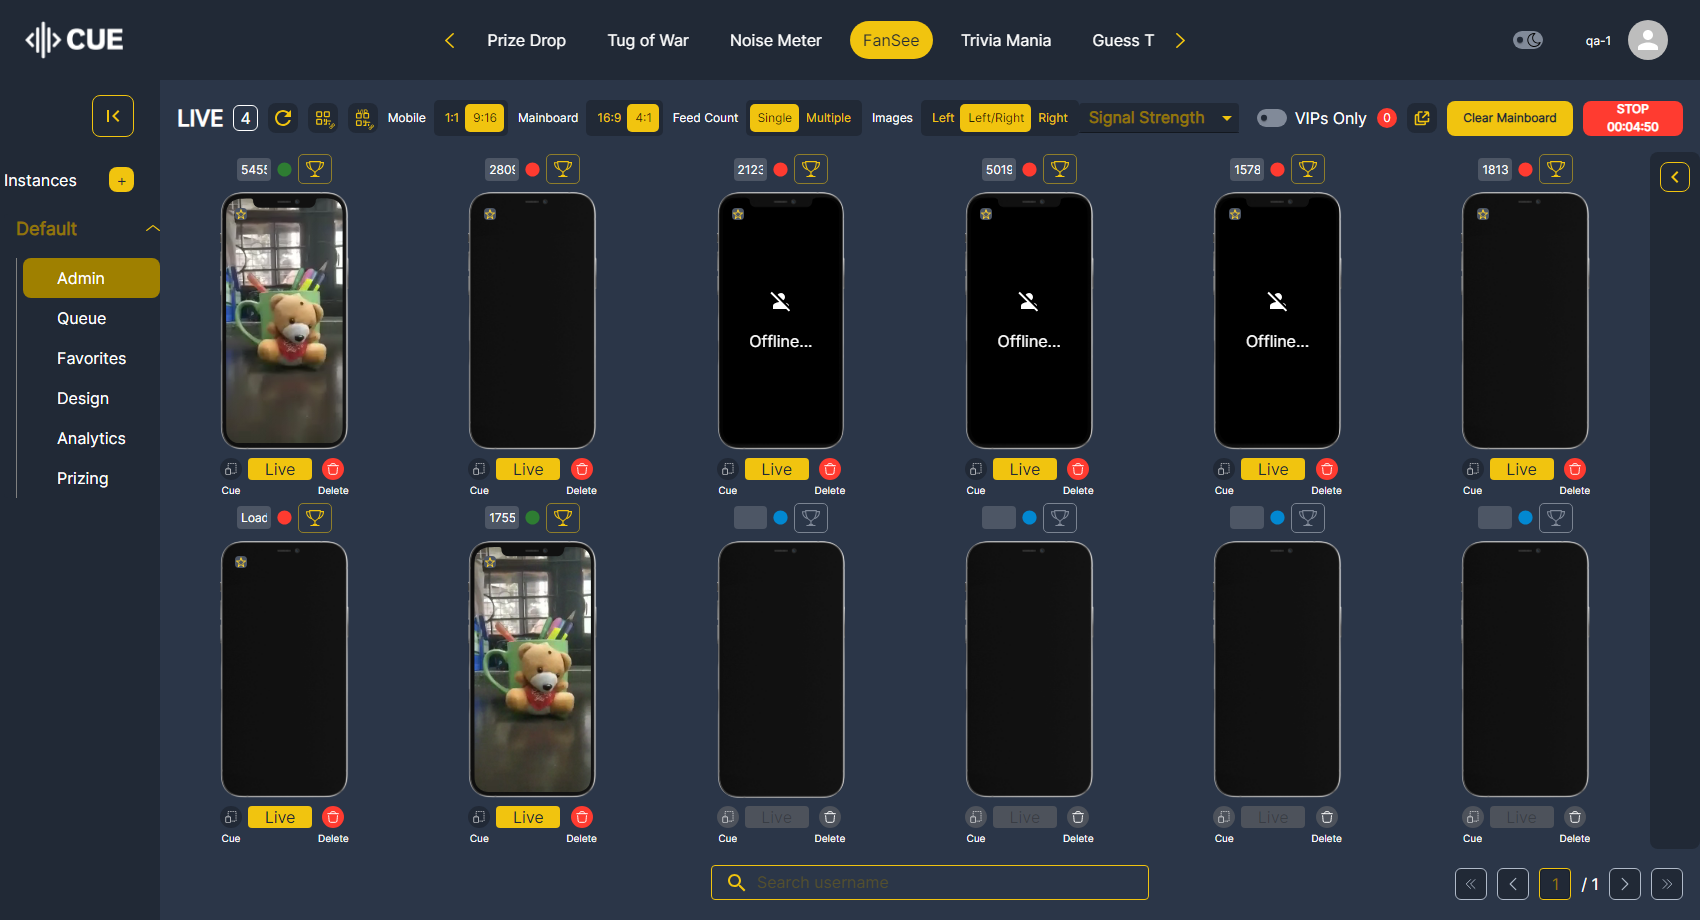 CUE
Prize Drop Tug of War Noise Meter FanSee Trivia Mania Guess T
qa-1
LIVE 4 Mobile 1:1 9:16 Mainboard 16:9 4:1 Feed Count Single Multiple Images Left Left/Right Right Signal Strength VIPs Only 0 Clear Mainboard STOP
00:04:50
Instances +
Default
Admin
Queue
Favorites
Design
Analytics
Prizing
5455 2809 2123 5019 1578 1813
Offline... Offline... Offline...
Live Live Live Live Live Live
Cue Delete Cue Delete Cue Delete Cue Delete Cue Delete Cue Delete
Load 1755
Live Live Live Live Live Live
Cue Delete Cue Delete Cue Delete Cue Delete Cue Delete Cue Delete
Search username
1 / 1